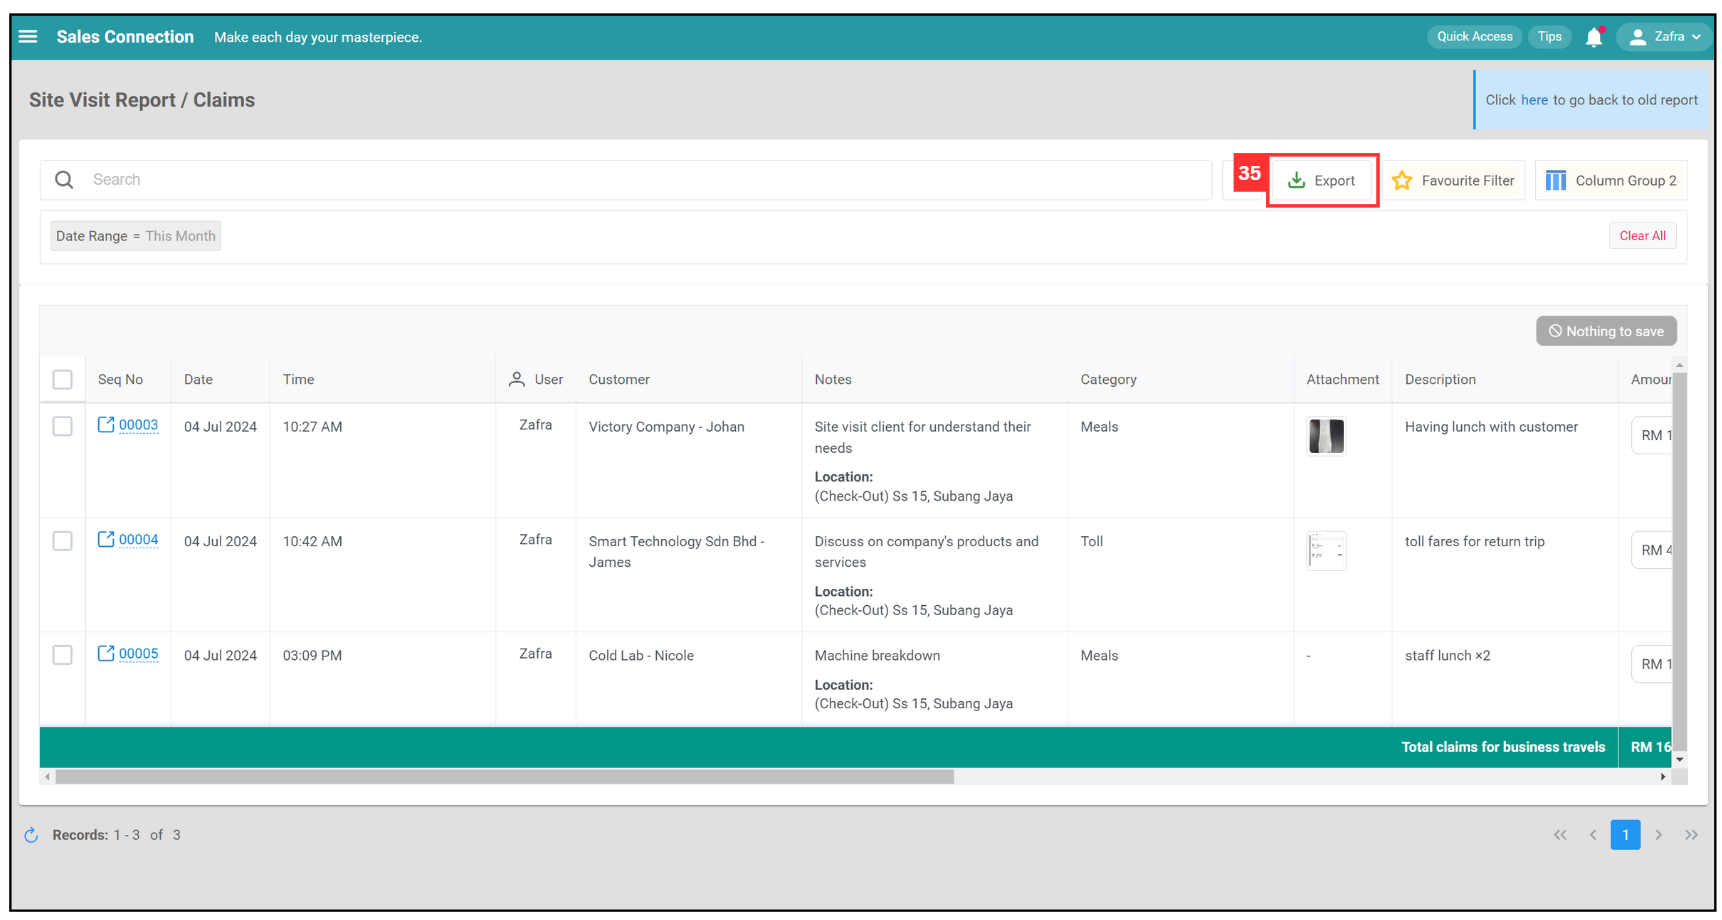 Sales Connection Make each day your masterpiece. Quick Access Tips Zafra
Site Visit Report / Claims
Click here to go back to old report
Search
35 Export Favourite Filter Column Group 2
Date Range = This Month Clear All
Nothing to save
Seq No Date Time User Customer Notes Category Attachment Description Amour
00003 04 Jul 2024 10:27 AM Zafra Victory Company - Johan Site visit client for understand their Meals Having lunch with customer RM 1
needs
Location:
(Check-Out) Ss 15, Subang Jaya
00004 04 Jul 2024 10:42 AM Zafra Smart Technology Sdn Bhd - Discuss on company's products and Toll toll fares for return trip RM 4
James services
Location:
(Check-Out) Ss 15, Subang Jaya
00005 04 Jul 2024 03:09 PM Zafra Cold Lab - Nicole Machine breakdown Meals - staff lunch ×2 RM 1
Location:
(Check-Out) Ss 15, Subang Jaya
Total claims for business travels RM 16
Records: 1 - 3 of 3 << < 1 > >>